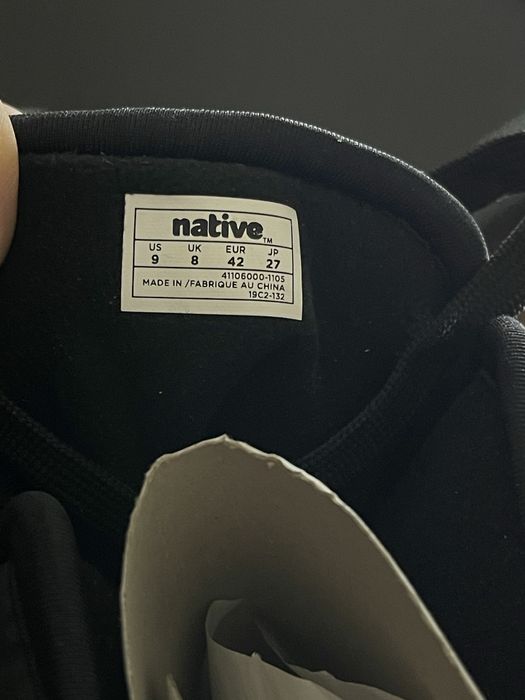 native™
US UK EUR JP
9 8 42 27
41106000-1105
MADE IN /FABRIQUE AU CHINA
19C2-132